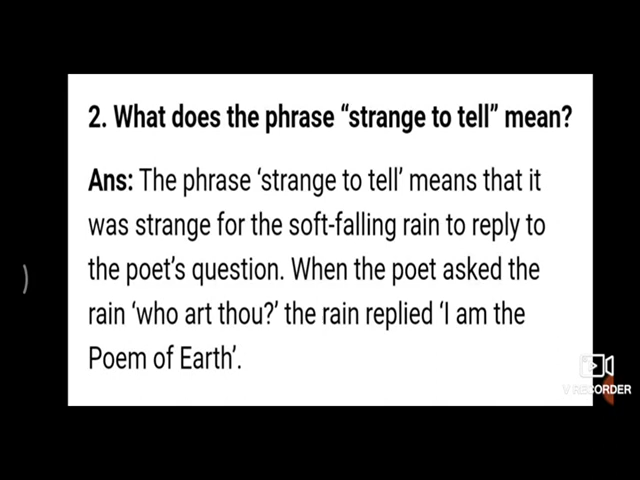 2. What does the phrase “strange to tell” mean?
Ans: The phrase ‘strange to tell’ means that it
was strange for the soft-falling rain to reply to
the poet’s question. When the poet asked the
rain ‘who art thou?’ the rain replied ‘I am the
Poem of Earth’.
V RECORDER